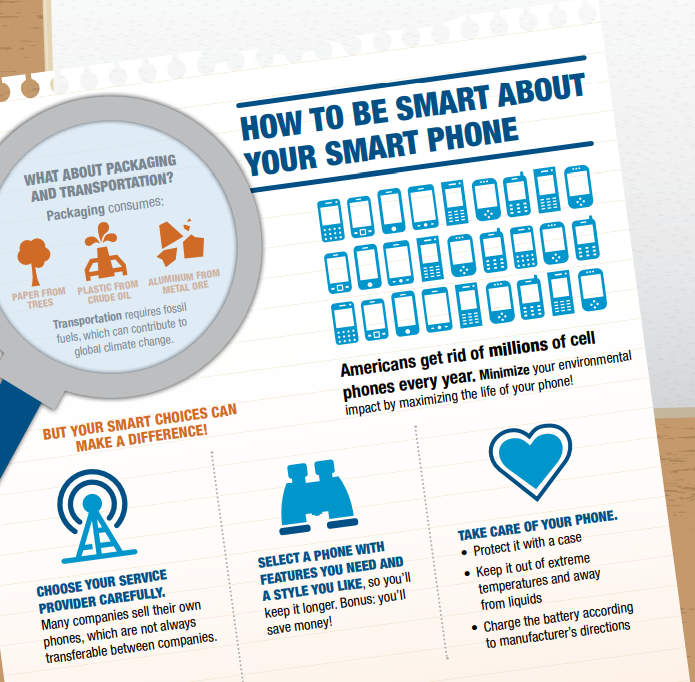 HOW TO BE SMART ABOUT
YOUR SMART PHONE
WHAT ABOUT PACKAGING
AND TRANSPORTATION?
Packaging consumes:
PAPER FROM
TREES
PLASTIC FROM
CRUDE OIL
ALUMINUM FROM
METAL ORE
Transportation requires fossil
fuels, which can contribute to
global climate change.
Americans get rid of millions of cell
phones every year. Minimize your environmental
impact by maximizing the life of your phone!
BUT YOUR SMART CHOICES CAN
MAKE A DIFFERENCE!
CHOOSE YOUR SERVICE
PROVIDER CAREFULLY.
Many companies sell their own
phones, which are not always
transferable between companies.
SELECT A PHONE WITH
FEATURES YOU NEED AND
A STYLE YOU LIKE, so you'll
keep it longer. Bonus: you'll
save money!
TAKE CARE OF YOUR PHONE.
• Protect it with a case
• Keep it out of extreme
temperatures and away
from liquids
• Charge the battery according
to manufacturer's directions